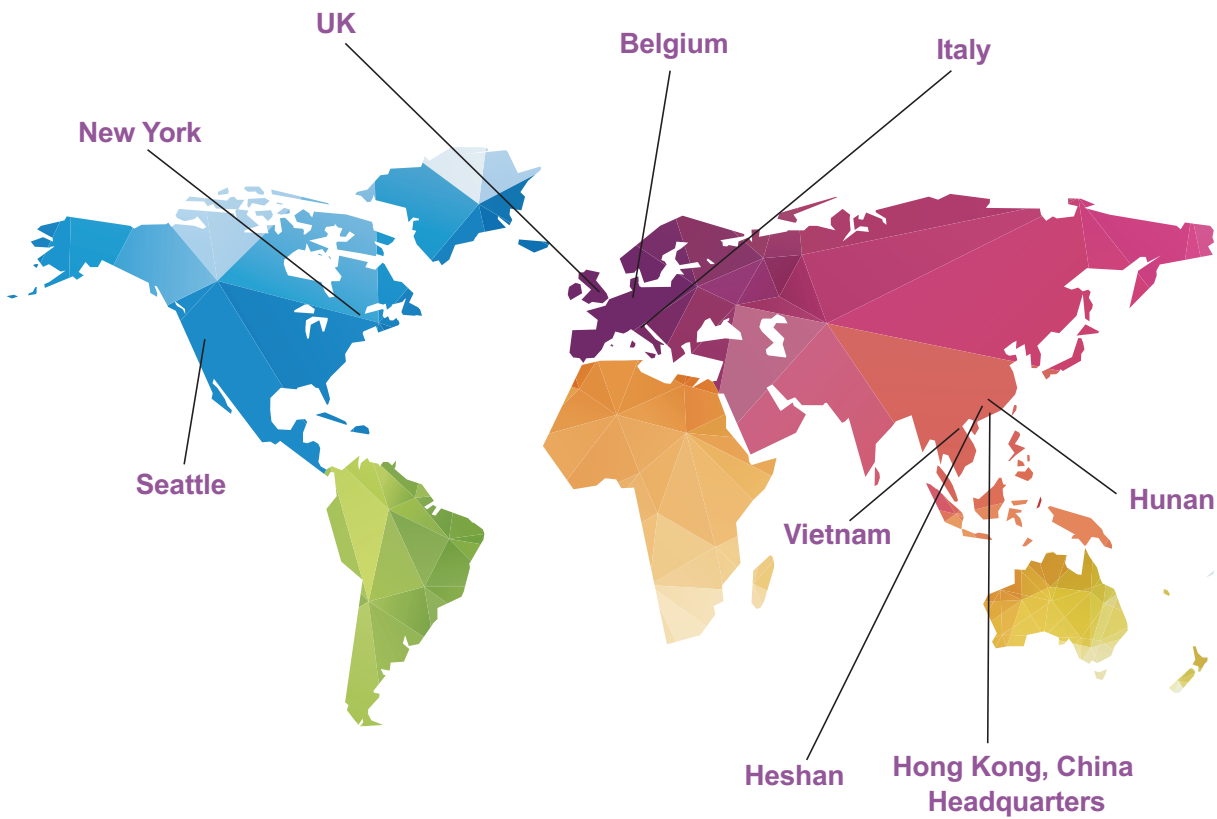 UK
Belgium
Italy
New York
Seattle
Hunan
Vietnam
Heshan
Hong Kong, China
Headquarters